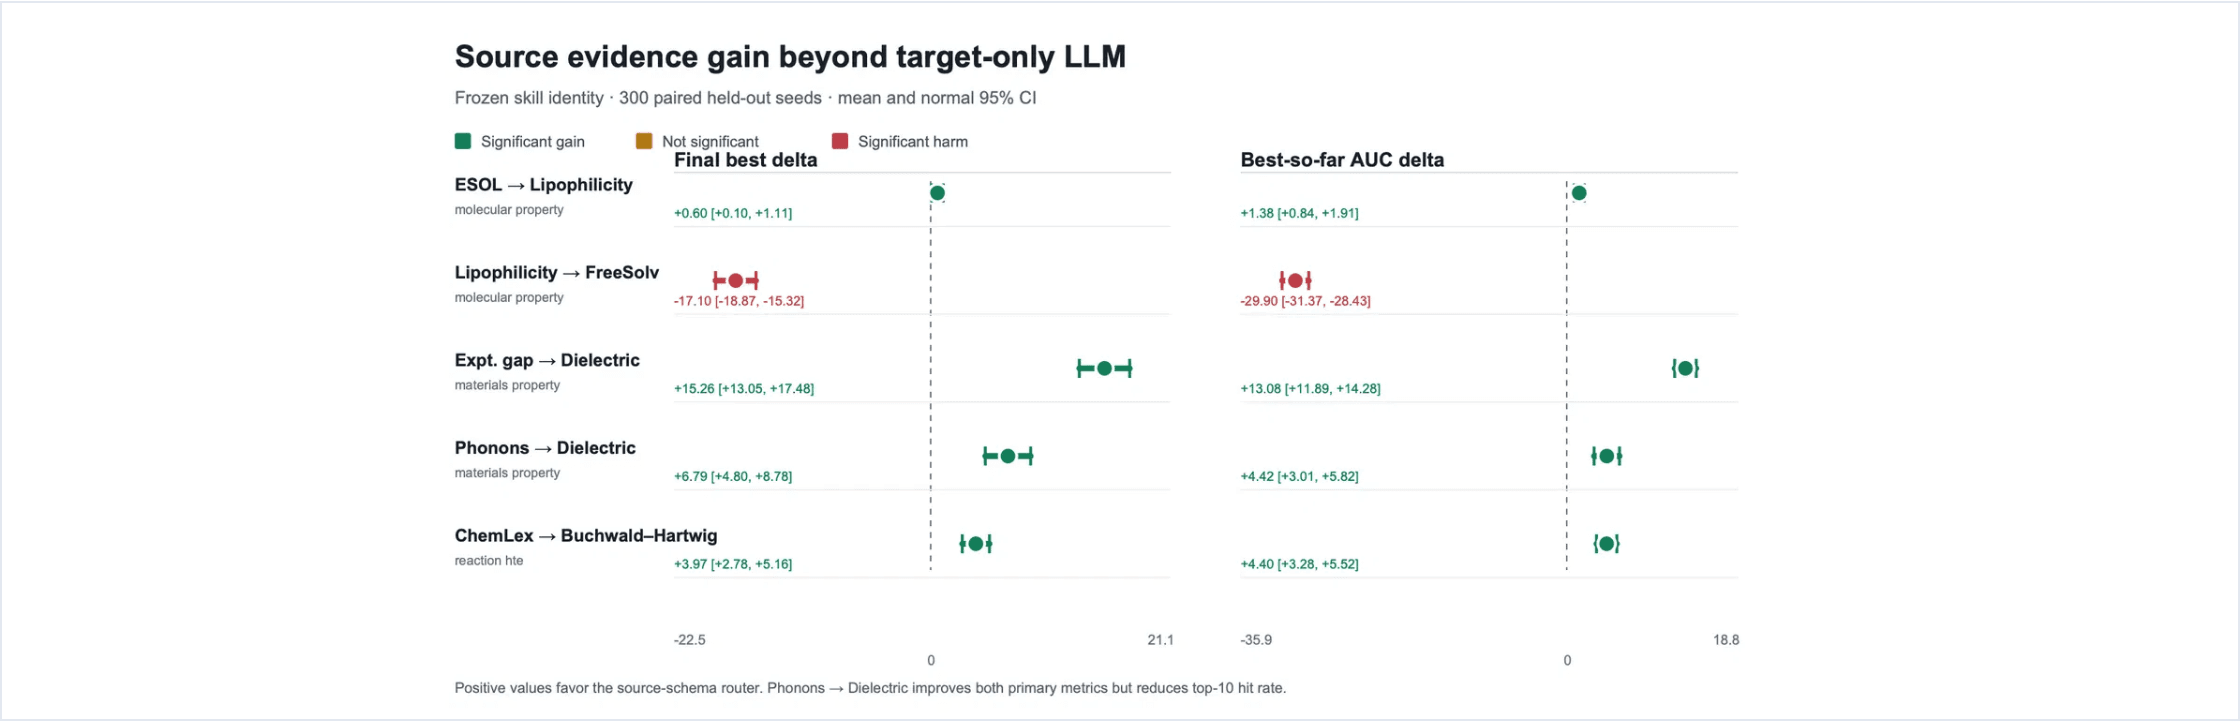 Source evidence gain beyond target-only LLM
Frozen skill identity · 300 paired held-out seeds · mean and normal 95% CI
Significant gain
Not significant
Significant harm
Final best delta
Best-so-far AUC delta
ESOL → Lipophilicity
molecular property
+0.60 [+0.10, +1.11]
+1.38 [+0.84, +1.91]
Lipophilicity → FreeSolv
molecular property
-17.10 [-18.87, -15.32]
-29.90 [-31.37, -28.43]
Expt. gap → Dielectric
materials property
+15.26 [+13.05, +17.48]
+13.08 [+11.89, +14.28]
Phonons → Dielectric
materials property
+6.79 [+4.80, +8.78]
+4.42 [+3.01, +5.82]
ChemLex → Buchwald–Hartwig
reaction hte
+3.97 [+2.78, +5.16]
+4.40 [+3.28, +5.52]
-22.5
21.1
-35.9
18.8
0
0
Positive values favor the source-schema router. Phonons → Dielectric improves both primary metrics but reduces top-10 hit rate.